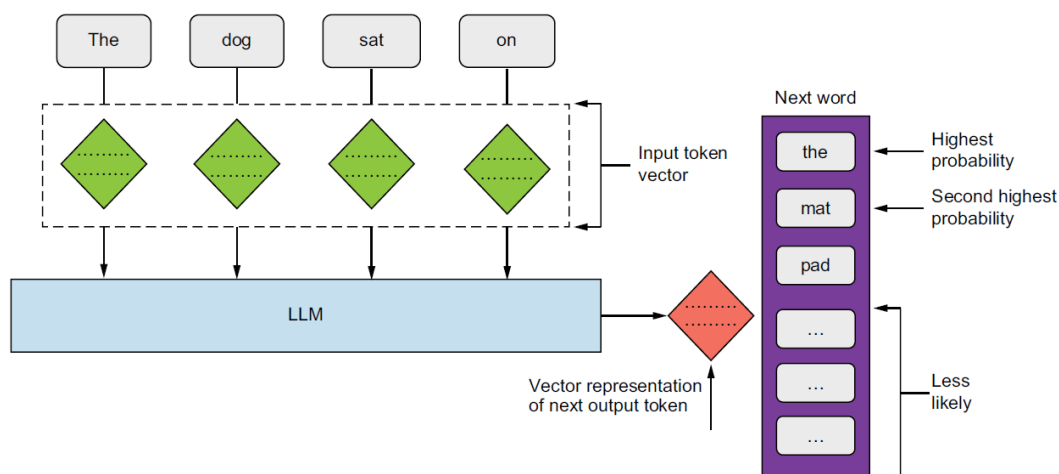 The
dog
sat
on
Next word
Input token
vector
the
Highest
probability
mat
Second highest
probability
pad
LLM
...
...
...
Vector representation
of next output token
Less
likely